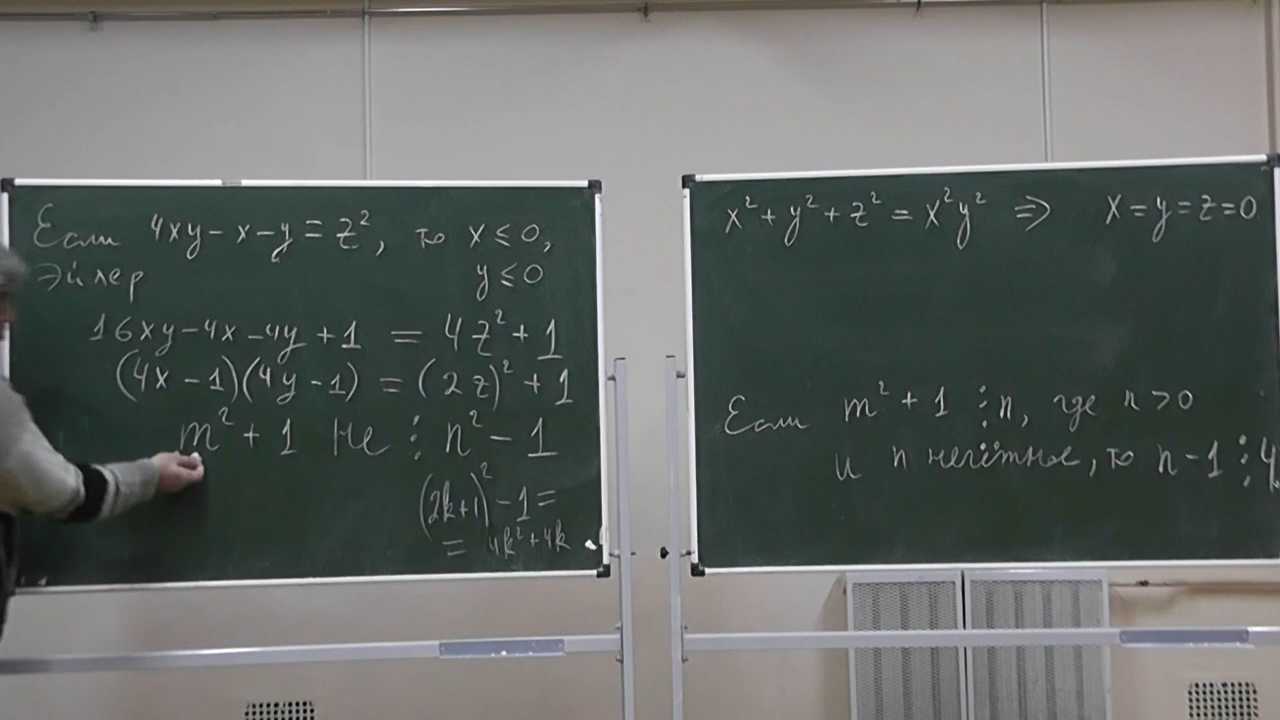 Если 4xy - x - y = z², то x ≤ 0,
Эйлер y ≤ 0
16xy - 4x - 4y + 1 = 4z² + 1
(4x - 1)(4y - 1) = (2z)² + 1
m² + 1 не ⋮ n² - 1
(2k+1)² - 1 =
= 4k² + 4k
x² + y² + z² = x²y² ⇒ x = y = z = 0
Если m² + 1 ⋮ n, где n > 0
и n нечётное, то n - 1 ⋮ 4